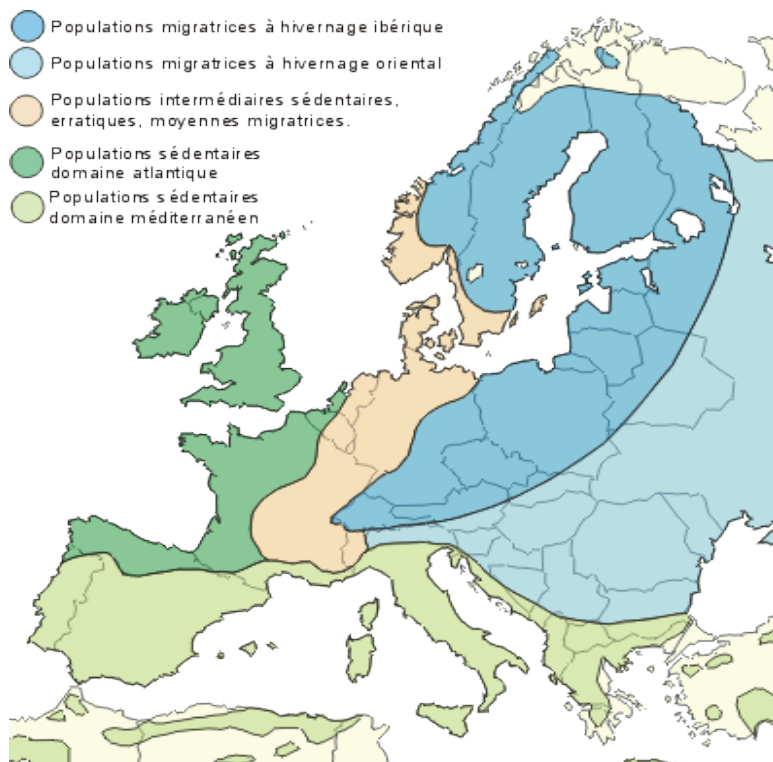 Populations migratrices à hivernage ibérique
Populations migratrices à hivernage oriental
Populations intermédiaires sédentaires,
erratiques, moyennes migratrices.
Populations sédentaires
domaine atlantique
Populations sédentaires
domaine méditerranéen